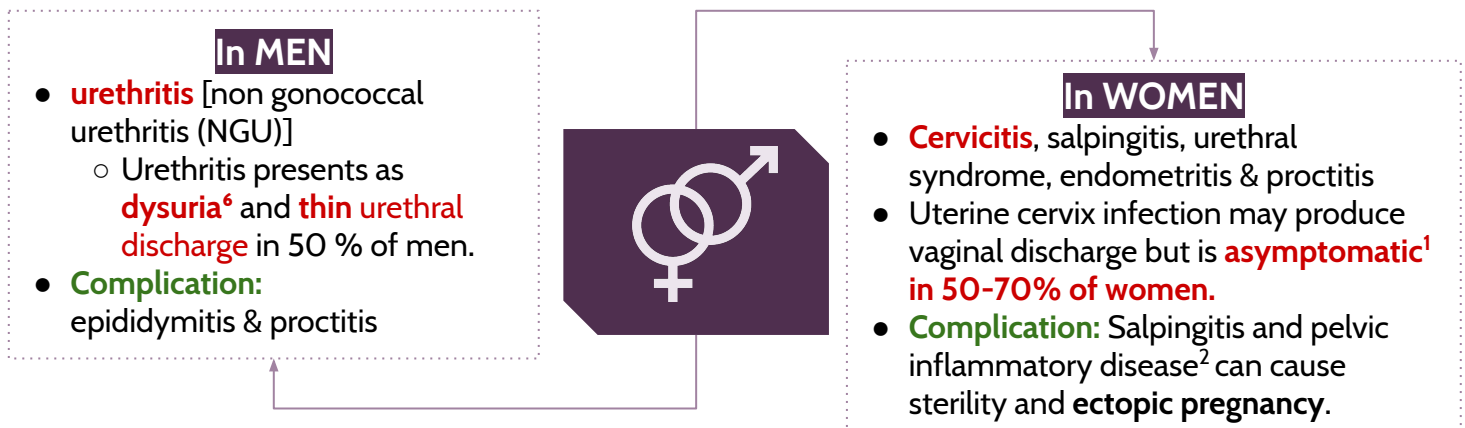 In MEN
● urethritis [non gonococcal
urethritis (NGU)]
○ Urethritis presents as
dysuria⁶ and thin urethral
discharge in 50 % of men.
● Complication:
epididymitis & proctitis
In WOMEN
● Cervicitis, salpingitis, urethral
syndrome, endometritis & proctitis
● Uterine cervix infection may produce
vaginal discharge but is asymptomatic¹
in 50-70% of women.
● Complication: Salpingitis and pelvic
inflammatory disease² can cause
sterility and ectopic pregnancy.